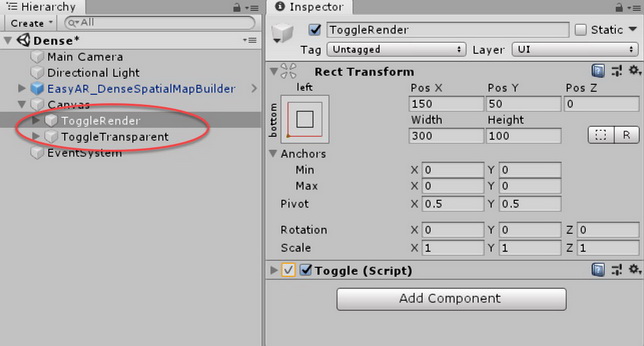 Hierarchy
Create
All
Dense*
Main Camera
Directional Light
EasyAR_DenseSpatialMapBuilder
Canvas
ToggleRender
ToggleTransparent
EventSystem
Inspector
ToggleRender Static
Tag Untagged Layer UI
Rect Transform
left Pos X Pos Y Pos Z
150 50 0
bottom
Width Height
300 100
R
Anchors
Min X 0 Y 0
Max X 0 Y 0
Pivot X 0.5 Y 0.5
Rotation X 0 Y 0 Z 0
Scale X 1 Y 1 Z 1
Toggle (Script)
Add Component